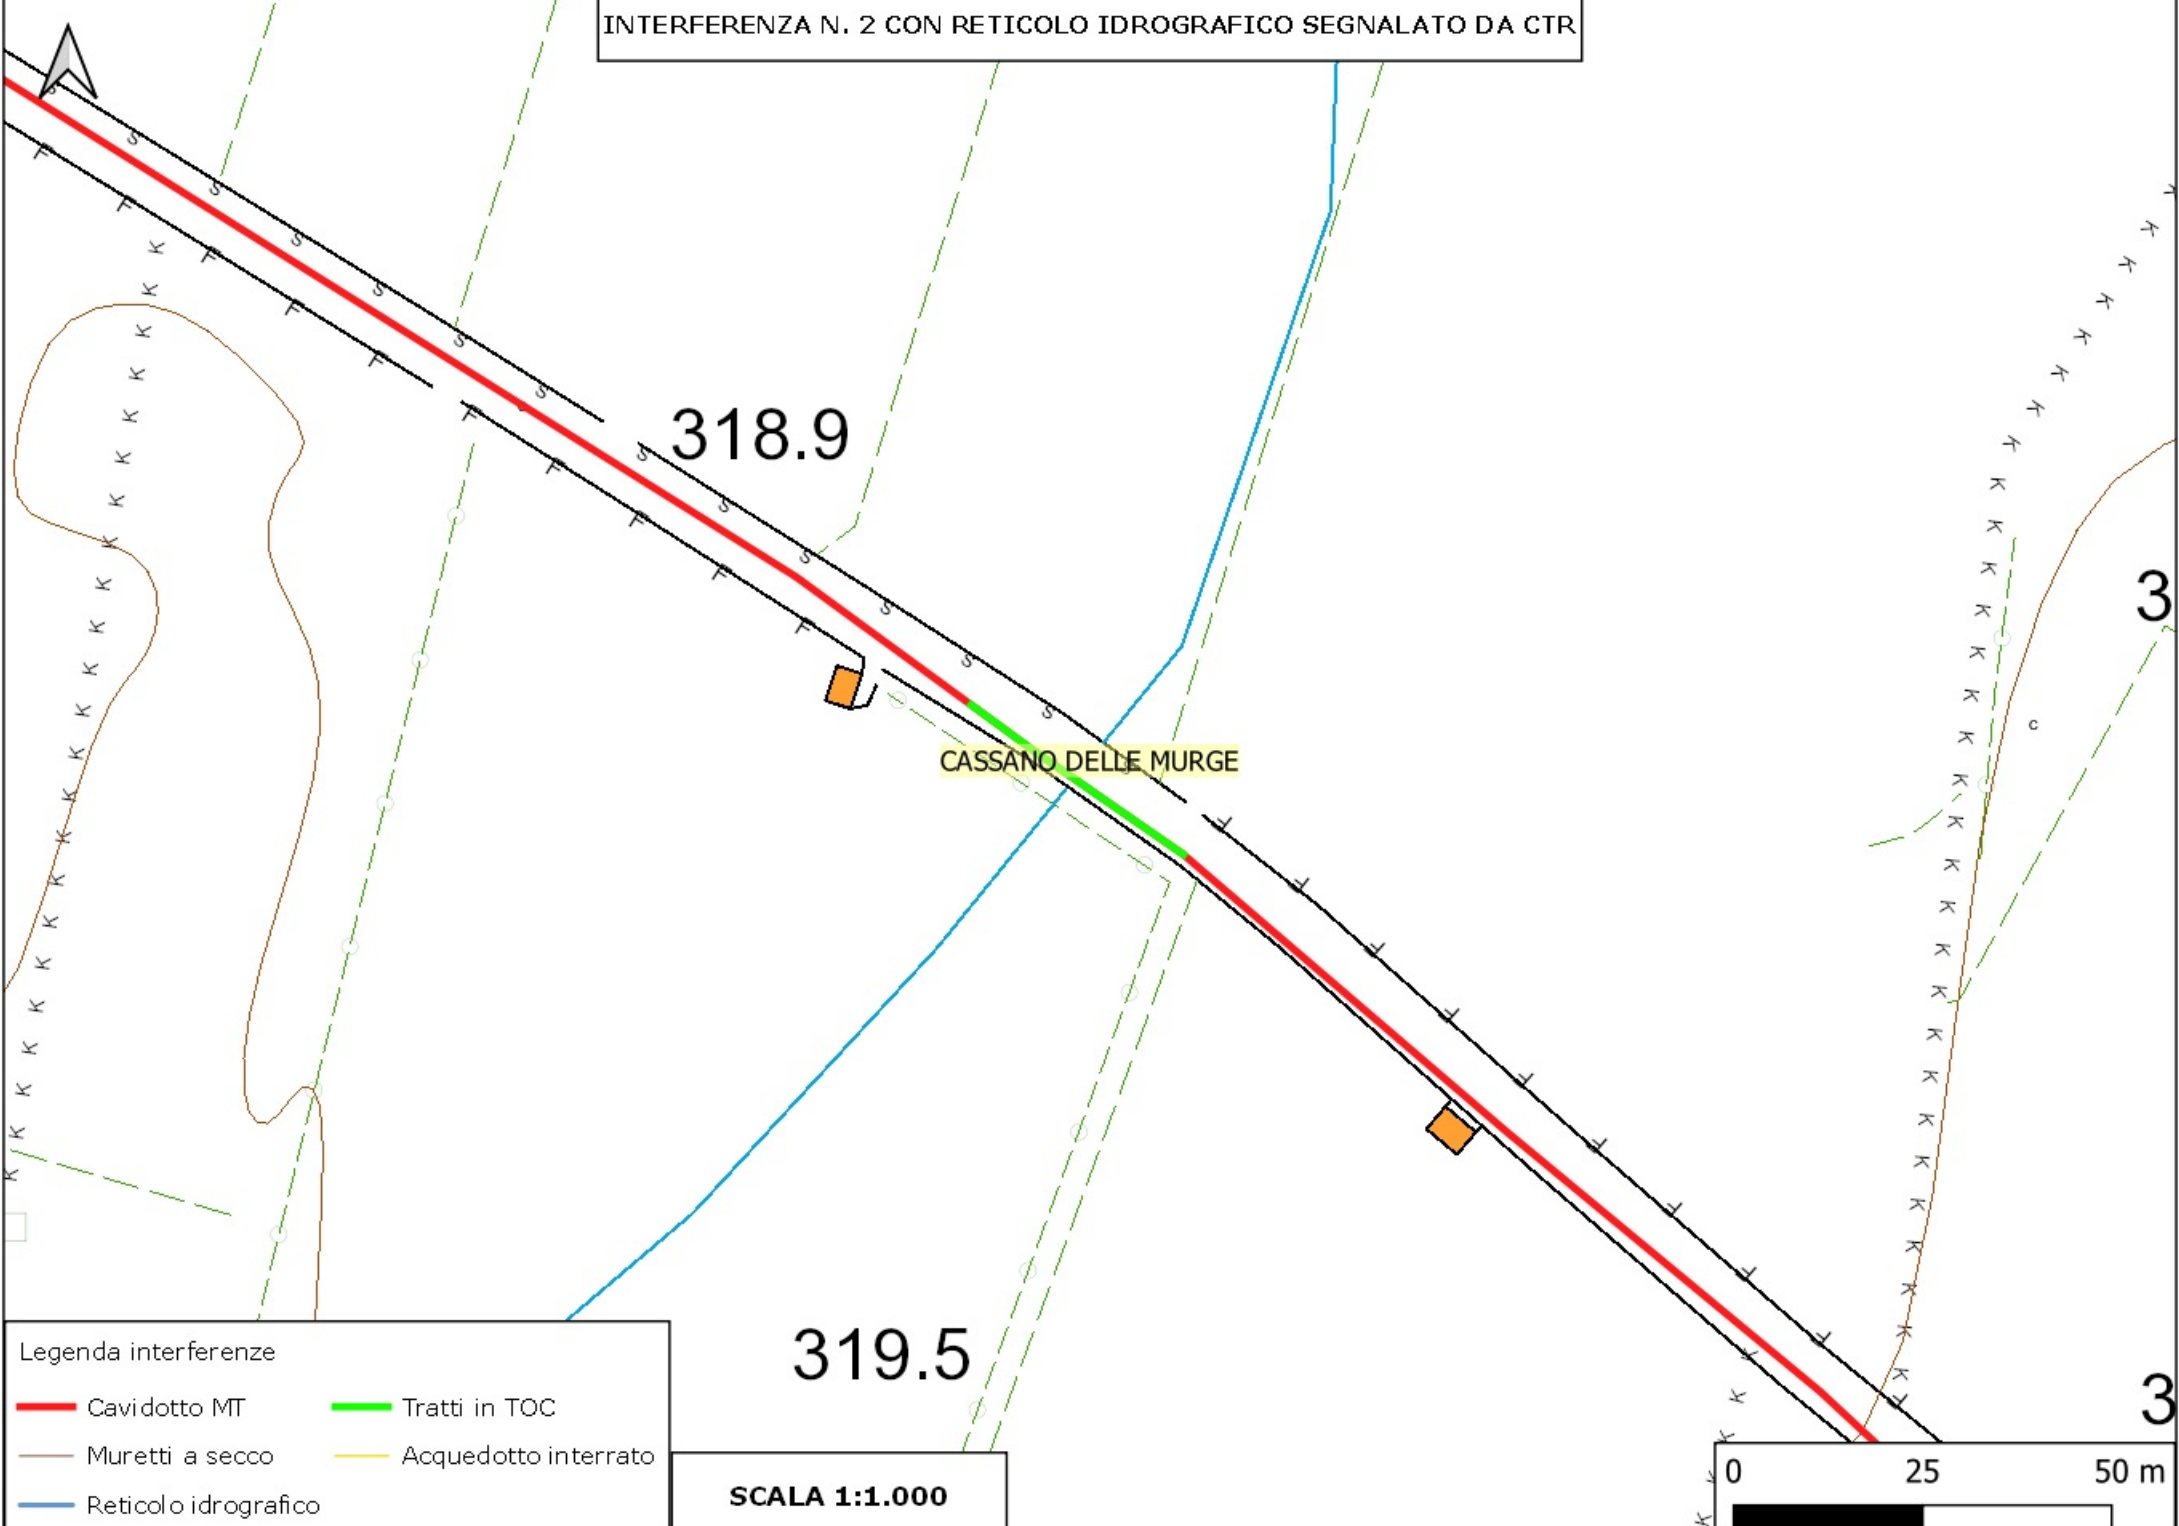 INTERFERENZA N. 2 CON RETICOLO IDROGRAFICO SEGNALATO DA CTR
318.9
3
CASSANO DELLE MURGE
c
319.5
3
Legenda interferenze
Cavidotto MT
Tratti in TOC
Muretti a secco
Acquedotto interrato
Reticolo idrografico
SCALA 1:1.000
0 25 50 m